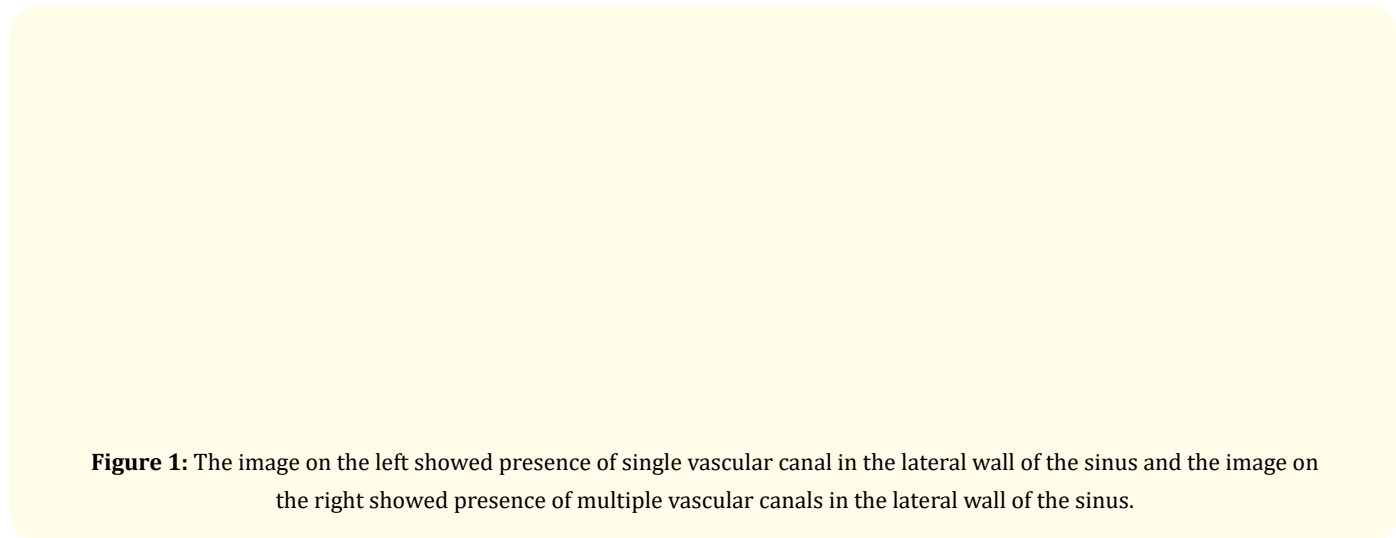 Figure 1: The image on the left showed presence of single vascular canal in the lateral wall of the sinus and the image on
the right showed presence of multiple vascular canals in the lateral wall of the sinus.